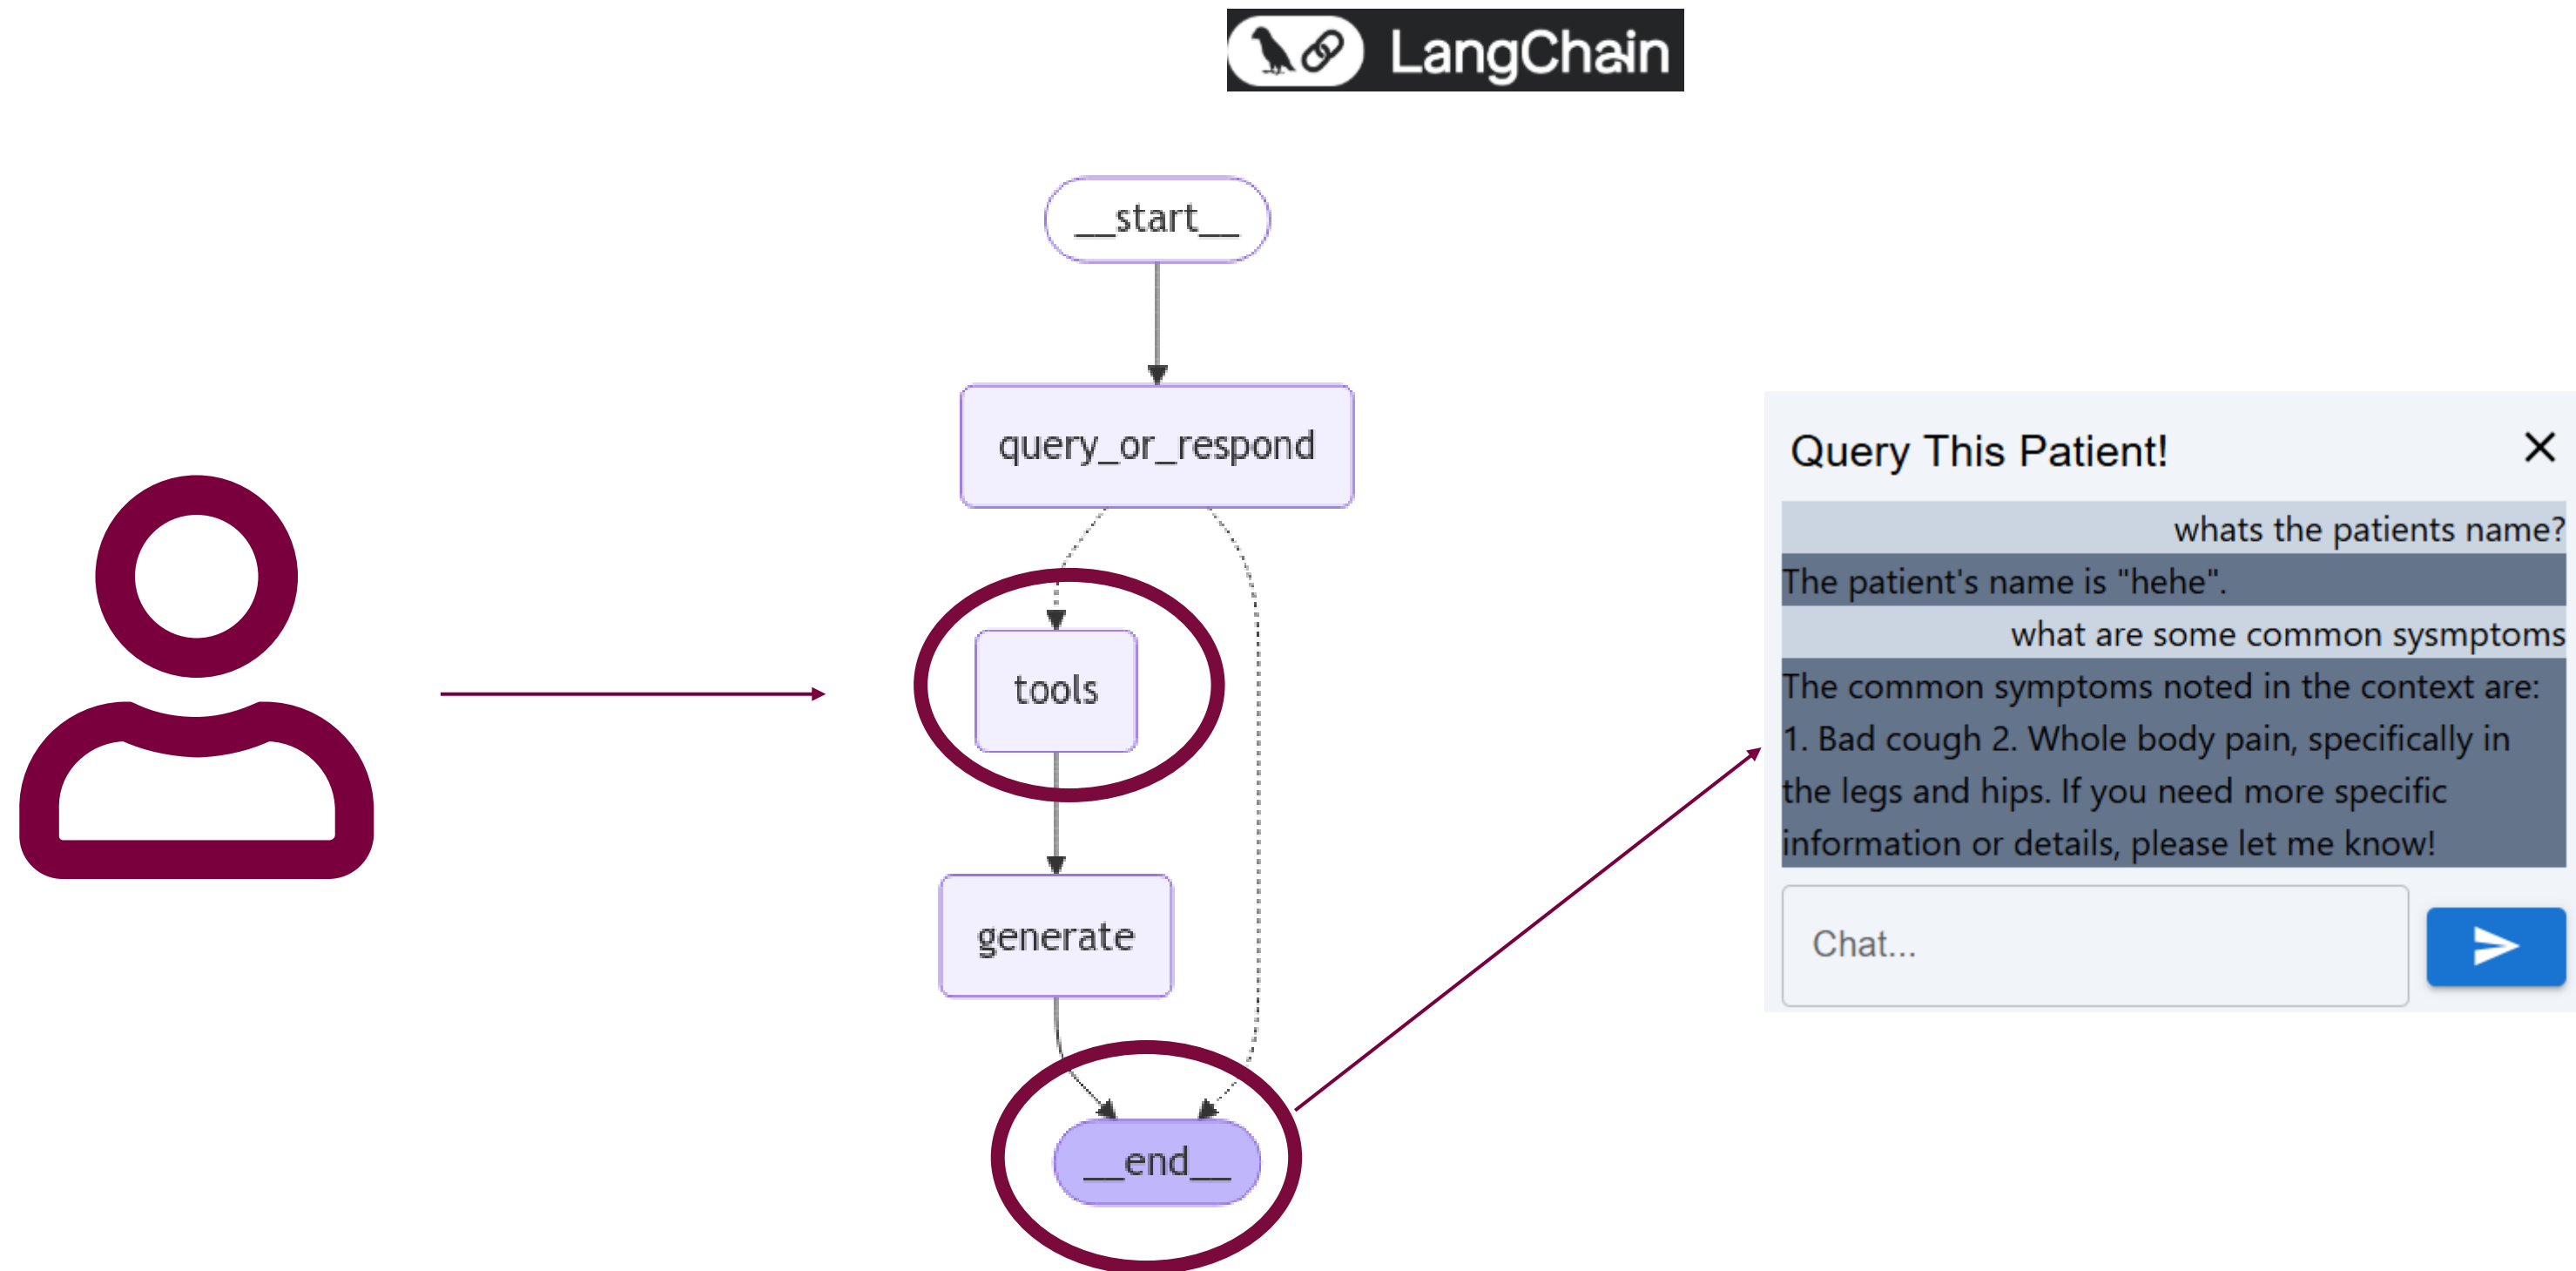 LangChain
__start__
query_or_respond
tools
generate
__end__
Query This Patient!
whats the patients name?
The patient's name is "hehe".
what are some common sysmptoms
The common symptoms noted in the context are:
1. Bad cough 2. Whole body pain, specifically in
the legs and hips. If you need more specific
information or details, please let me know!
Chat...